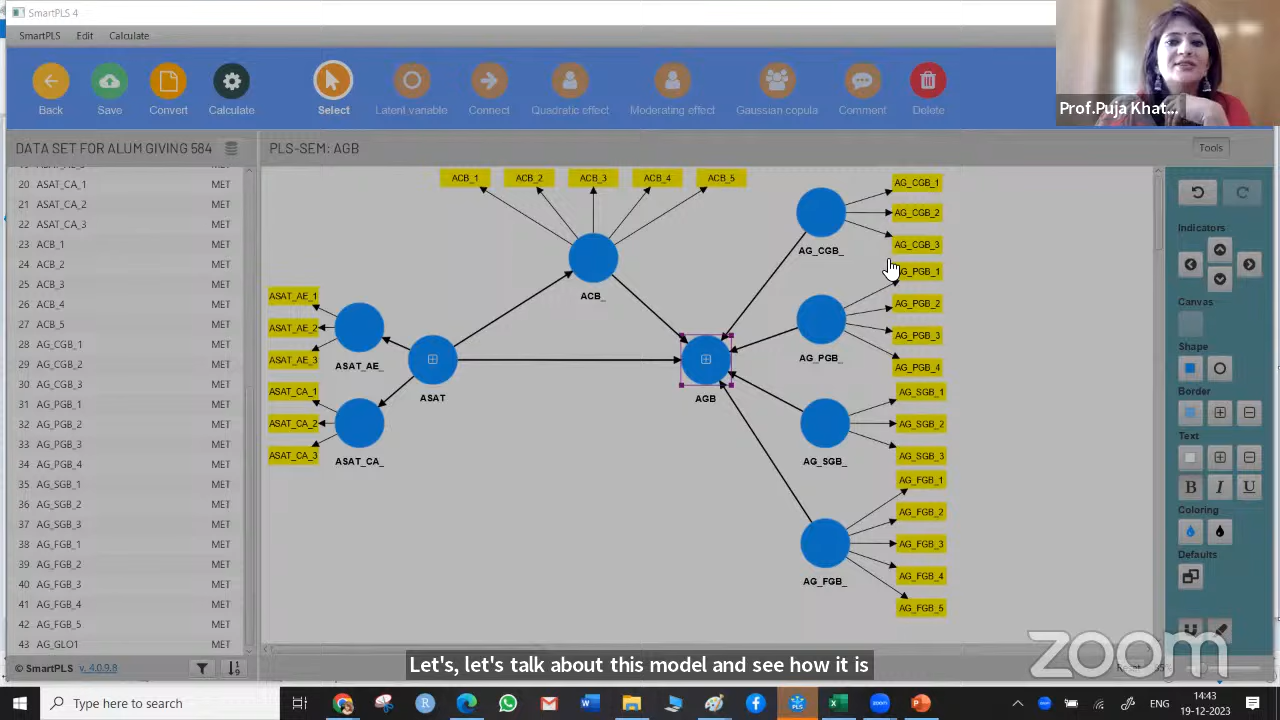 SmartPLS 4
SmartPLS Edit Calculate
Back Save Convert Calculate Select Latent variable Connect Quadratic effect Moderating effect Gaussian copula Comment Delete
Prof.Puja Khat...
DATA SET FOR ALUM GIVING 584
PLS-SEM: AGB
Tools
20 ASAT_CA_1 MET
21 ASAT_CA_2 MET
22 ASAT_CA_3 MET
23 ACB_1 MET
24 ACB_2 MET
25 ACB_3 MET
26 ACB_4 MET
27 ACB_5 MET
28 AG_CGB_1 MET
29 AG_CGB_2 MET
30 AG_CGB_3 MET
31 AG_PGB_1 MET
32 AG_PGB_2 MET
33 AG_PGB_3 MET
34 AG_PGB_4 MET
35 AG_SGB_1 MET
36 AG_SGB_2 MET
37 AG_SGB_3 MET
38 AG_FGB_1 MET
39 AG_FGB_2 MET
40 AG_FGB_3 MET
41 AG_FGB_4 MET
42 AG_FGB_5 MET
43 AG_GLO1 MET
© SmartPLS v. 4.0.9.8
ACB_1 ACB_2 ACB_3 ACB_4 ACB_5
ACB_
ASAT_AE_1
ASAT_AE_2
ASAT_AE_3
ASAT_AE_
ASAT_CA_1
ASAT_CA_2
ASAT_CA_3
ASAT_CA_
ASAT
AGB
AG_CGB_
AG_CGB_1
AG_CGB_2
AG_CGB_3
AG_PGB_
AG_PGB_1
AG_PGB_2
AG_PGB_3
AG_PGB_4
AG_SGB_
AG_SGB_1
AG_SGB_2
AG_SGB_3
AG_FGB_
AG_FGB_1
AG_FGB_2
AG_FGB_3
AG_FGB_4
AG_FGB_5
Indicators
Canvas
Shape
Border
Text
B I U
Coloring
Defaults
zoom
Let's, let's talk about this model and see how it is
Type here to search
ENG
14:43
19-12-2023